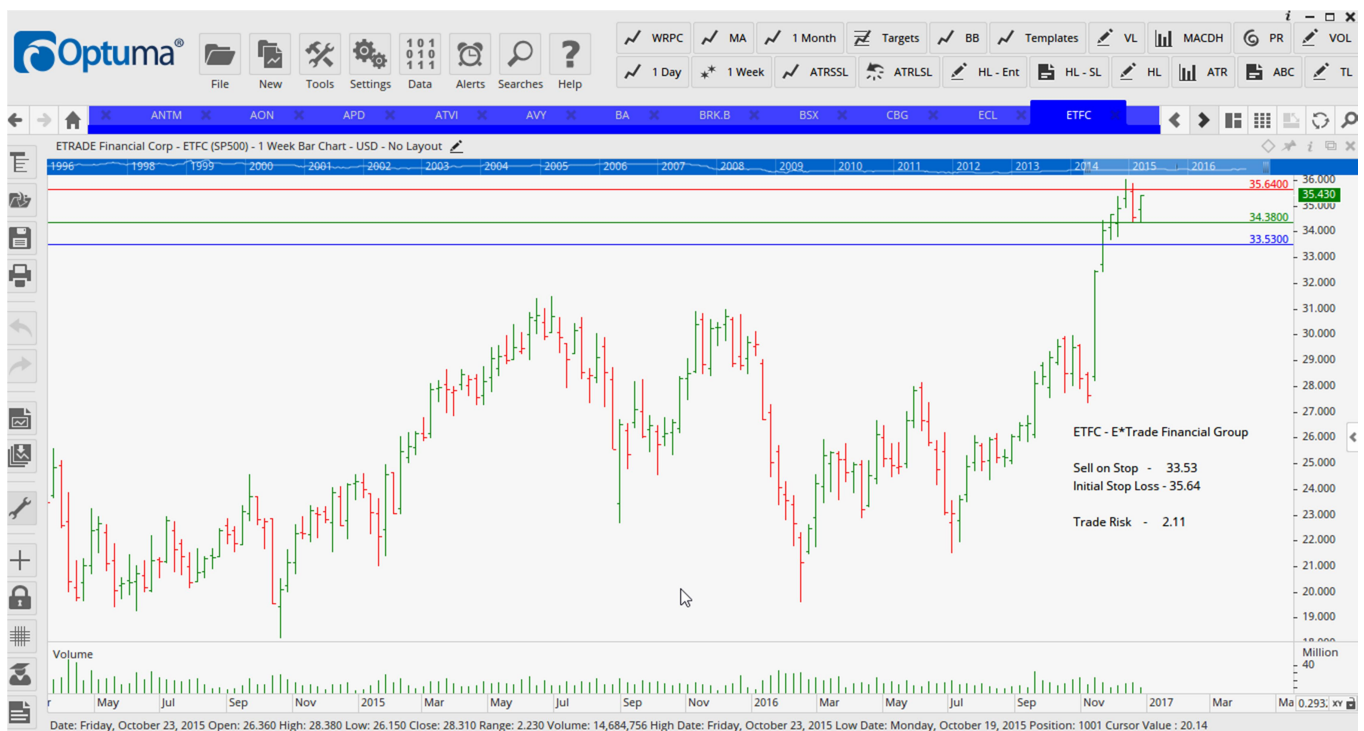 i
Optuma®
WRPC MA 1 Month Targets BB Templates VL MACDH PR VOL
1 Day 1 Week ATRSSL ATRLSL HL - Ent HL - SL HL ATR ABC TL
101
010
111
File New Tools Settings Data Alerts Searches Help
ANTM AON APD ATVI AVY BA BRK.B BSX CBG ECL ETFC
ETRADE Financial Corp - ETFC (SP500) - 1 Week Bar Chart - USD - No Layout
1996 1998 1999 2000 2001 2002 2003 2004 2005 2006 2007 2008 2009 2010 2011 2012 2013 2014 2015 2016
36.000
35.6400
35.430
35.000
34.3800
34.000
33.5300
33.000
32.000
31.000
30.000
29.000
28.000
27.000
ETFC - E*Trade Financial Group
26.000
25.000
Sell on Stop - 33.53
Initial Stop Loss - 35.64
24.000
23.000
Trade Risk - 2.11
22.000
21.000
20.000
19.000
18.000
Volume
Million
40
May Jul Sep Nov 2015 Mar May Jul Sep Nov 2016 Mar May Jul Sep Nov 2017 Mar Ma 0.293 XY
Date: Friday, October 23, 2015 Open: 26.360 High: 28.380 Low: 26.150 Close: 28.310 Range: 2.230 Volume: 14,684,756 High Date: Friday, October 23, 2015 Low Date: Monday, October 19, 2015 Position: 1001 Cursor Value : 20.14